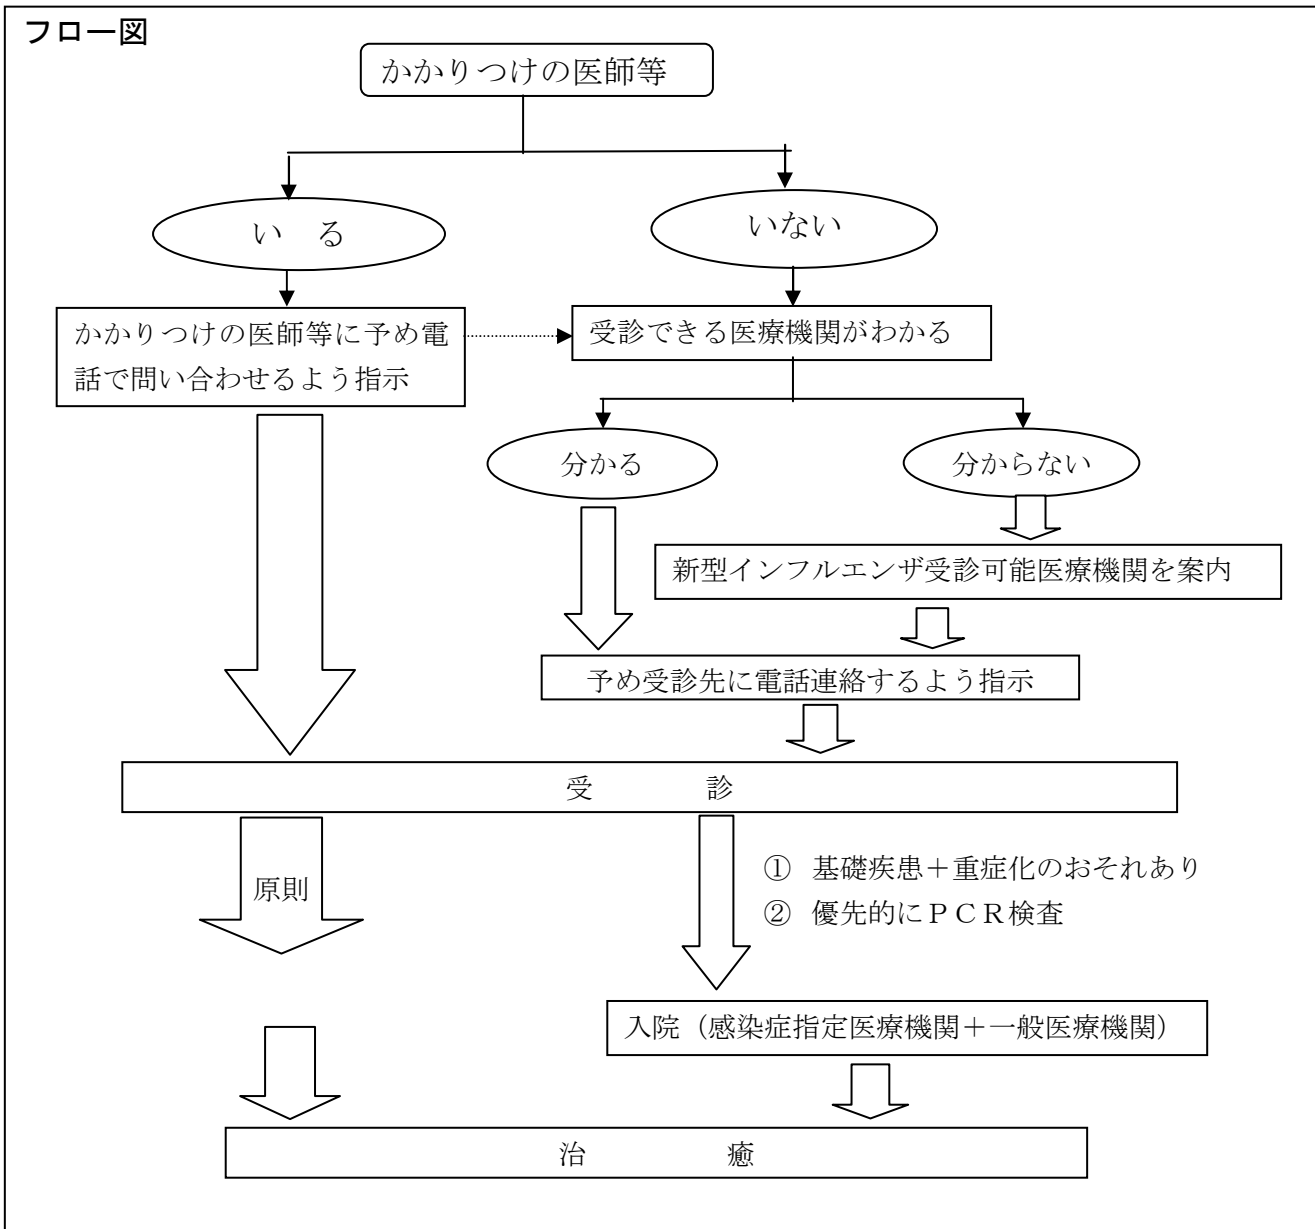 フロー図
かかりつけの医師等
い　る
いない
かかりつけの医師等に予め電
話で問い合わせるよう指示
受診できる医療機関がわかる
分かる
分からない
新型インフルエンザ受診可能医療機関を案内
予め受診先に電話連絡するよう指示
受　　　診
原則
①　基礎疾患＋重症化のおそれあり
②　優先的にＰＣＲ検査
入院（感染症指定医療機関＋一般医療機関）
治　　　癒